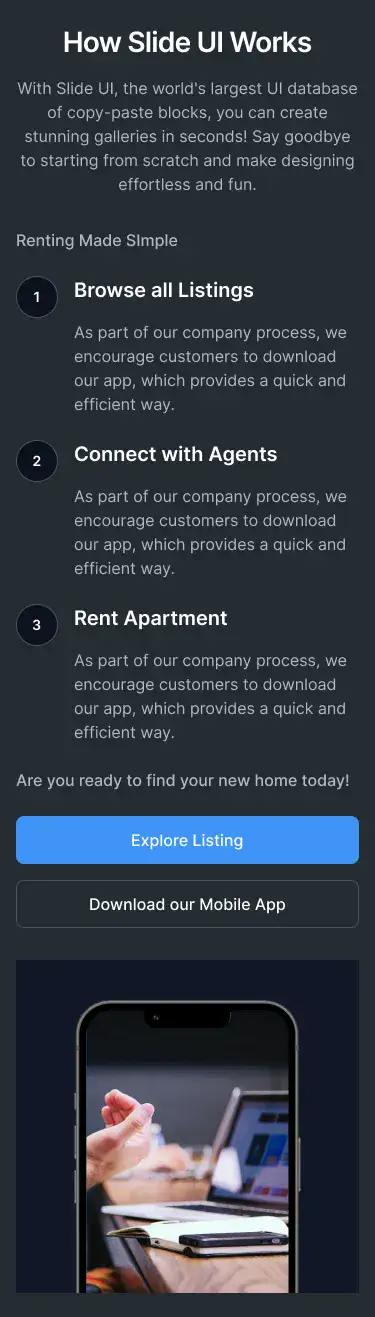 How Slide UI Works
With Slide UI, the world's largest UI database
of copy-paste blocks, you can create
stunning galleries in seconds! Say goodbye
to starting from scratch and make designing
effortless and fun.
Renting Made SImple
1
Browse all Listings
As part of our company process, we
encourage customers to download
our app, which provides a quick and
efficient way.
2
Connect with Agents
As part of our company process, we
encourage customers to download
our app, which provides a quick and
efficient way.
3
Rent Apartment
As part of our company process, we
encourage customers to download
our app, which provides a quick and
efficient way.
Are you ready to find your new home today!
Explore Listing
Download our Mobile App